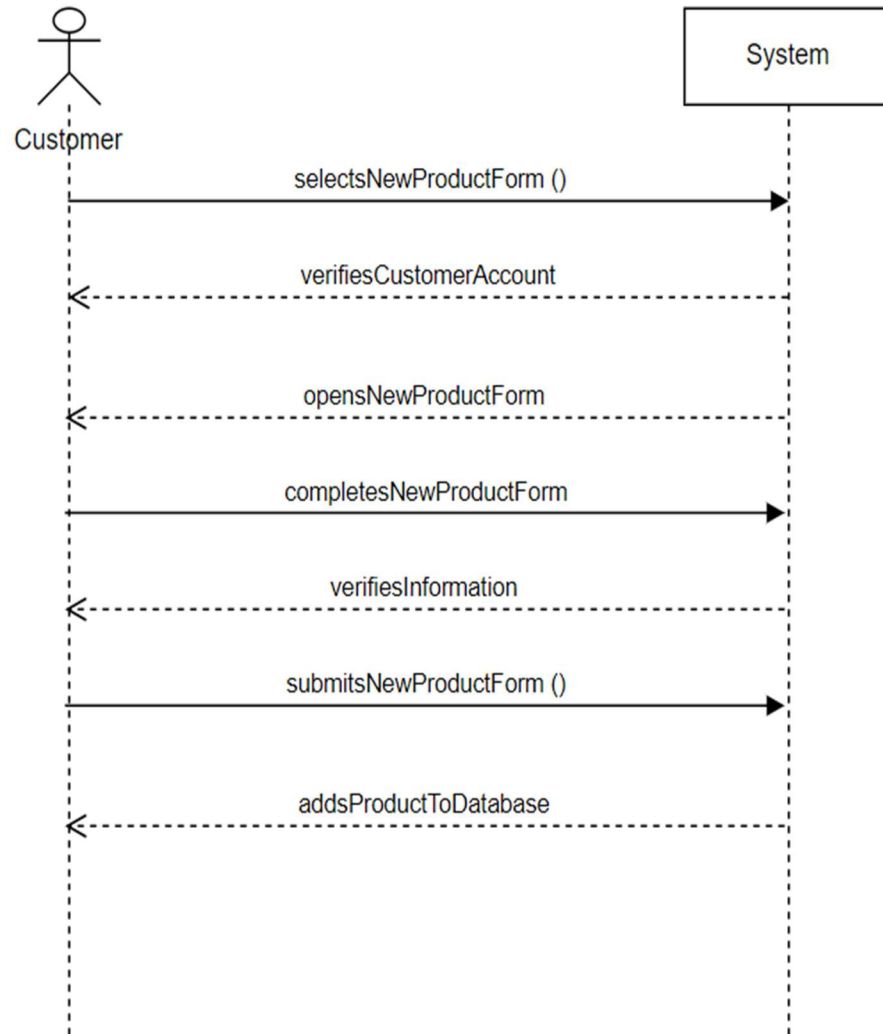 System
Customer
selectsNewProductForm ()
verifiesCustomerAccount
opensNewProductForm
completesNewProductForm
verifiesInformation
submitsNewProductForm ()
addsProductToDatabase